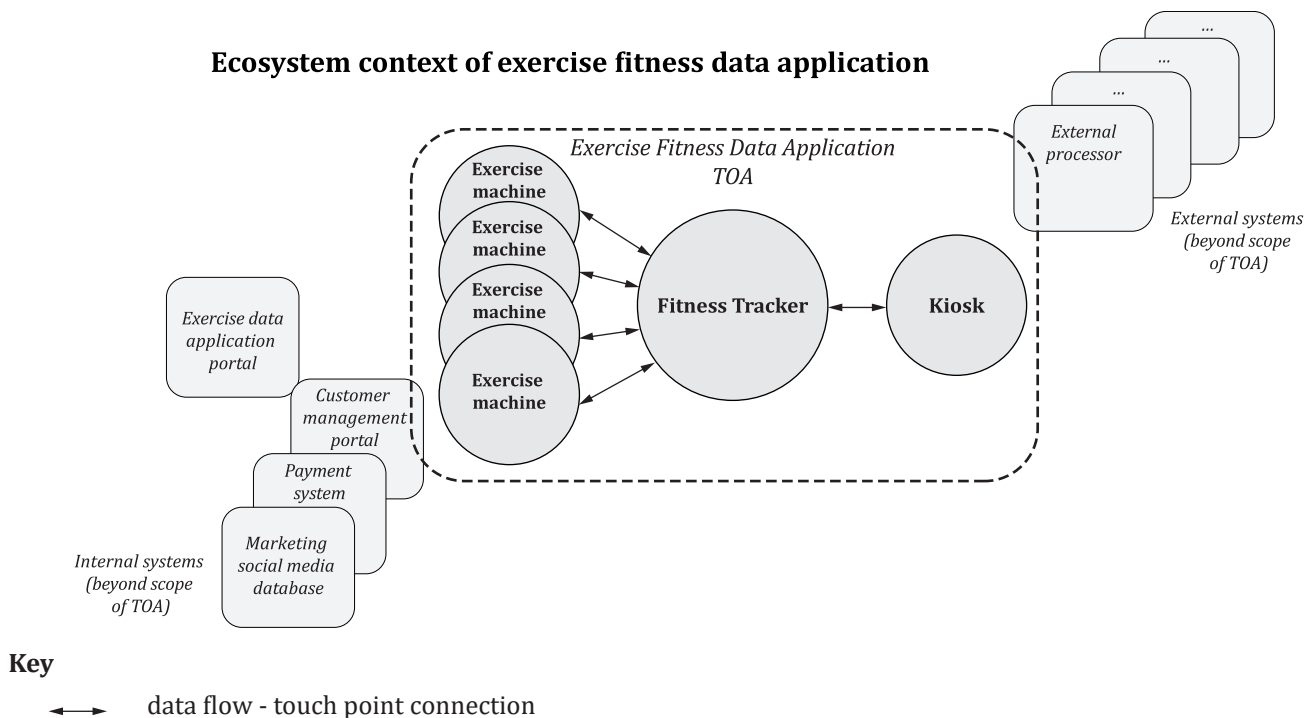 Ecosystem context of exercise fitness data application
...
...
...
External
processor
External systems
(beyond scope
of TOA)
Exercise Fitness Data Application
TOA
Exercise
machine
Exercise
machine
Exercise
machine
Exercise
machine
Fitness Tracker
Kiosk
Exercise data
application
portal
Customer
management
portal
Payment
system
Marketing
social media
database
Internal systems
(beyond scope
of TOA)
Key
data flow - touch point connection